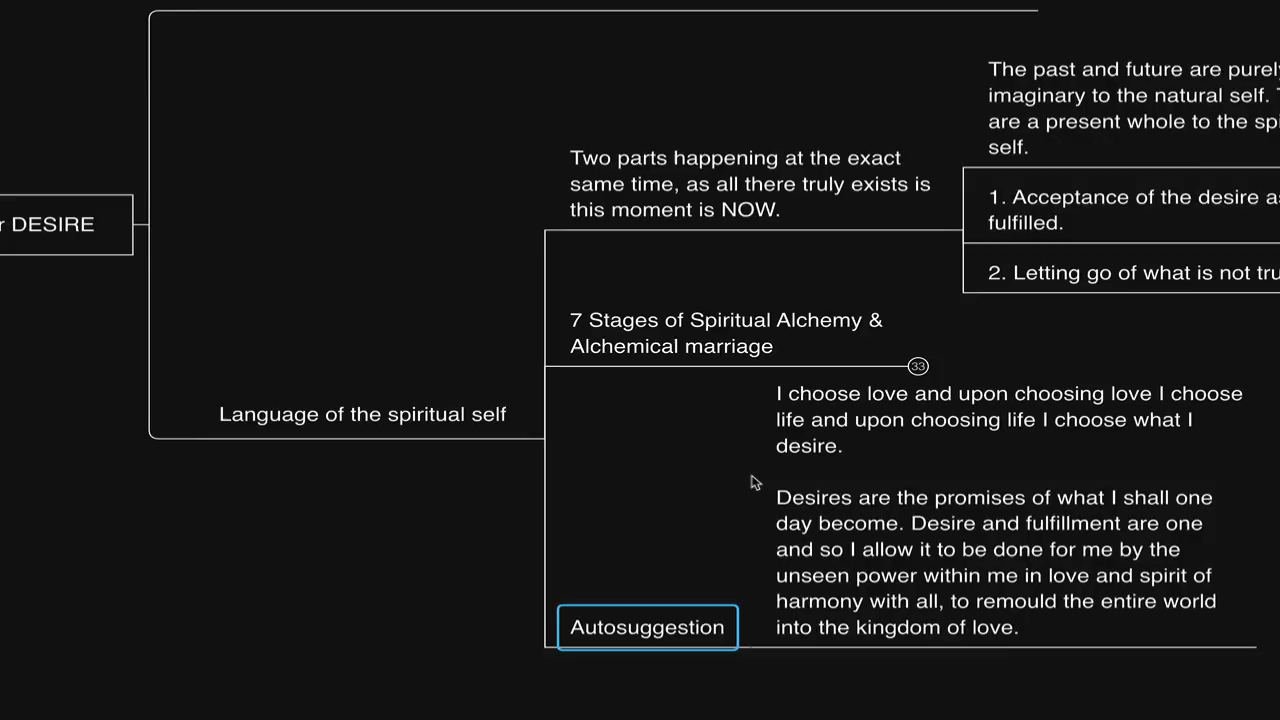 The past and future are
imaginary to the natural self.
are a present whole to the
self.
Two parts happening at the exact
same time, as all there truly exists is
this moment is NOW.
1. Acceptance of the desire
fulfilled.
DESIRE
2. Letting go of what is not
7 Stages of Spiritual Alchemy &
Alchemical marriage
33
I choose love and upon choosing love I choose
life and upon choosing life I choose what I
desire.
Language of the spiritual self
Desires are the promises of what I shall one
day become. Desire and fulfillment are one
and so I allow it to be done for me by the
unseen power within me in love and spirit of
harmony with all, to remould the entire world
into the kingdom of love.
Autosuggestion